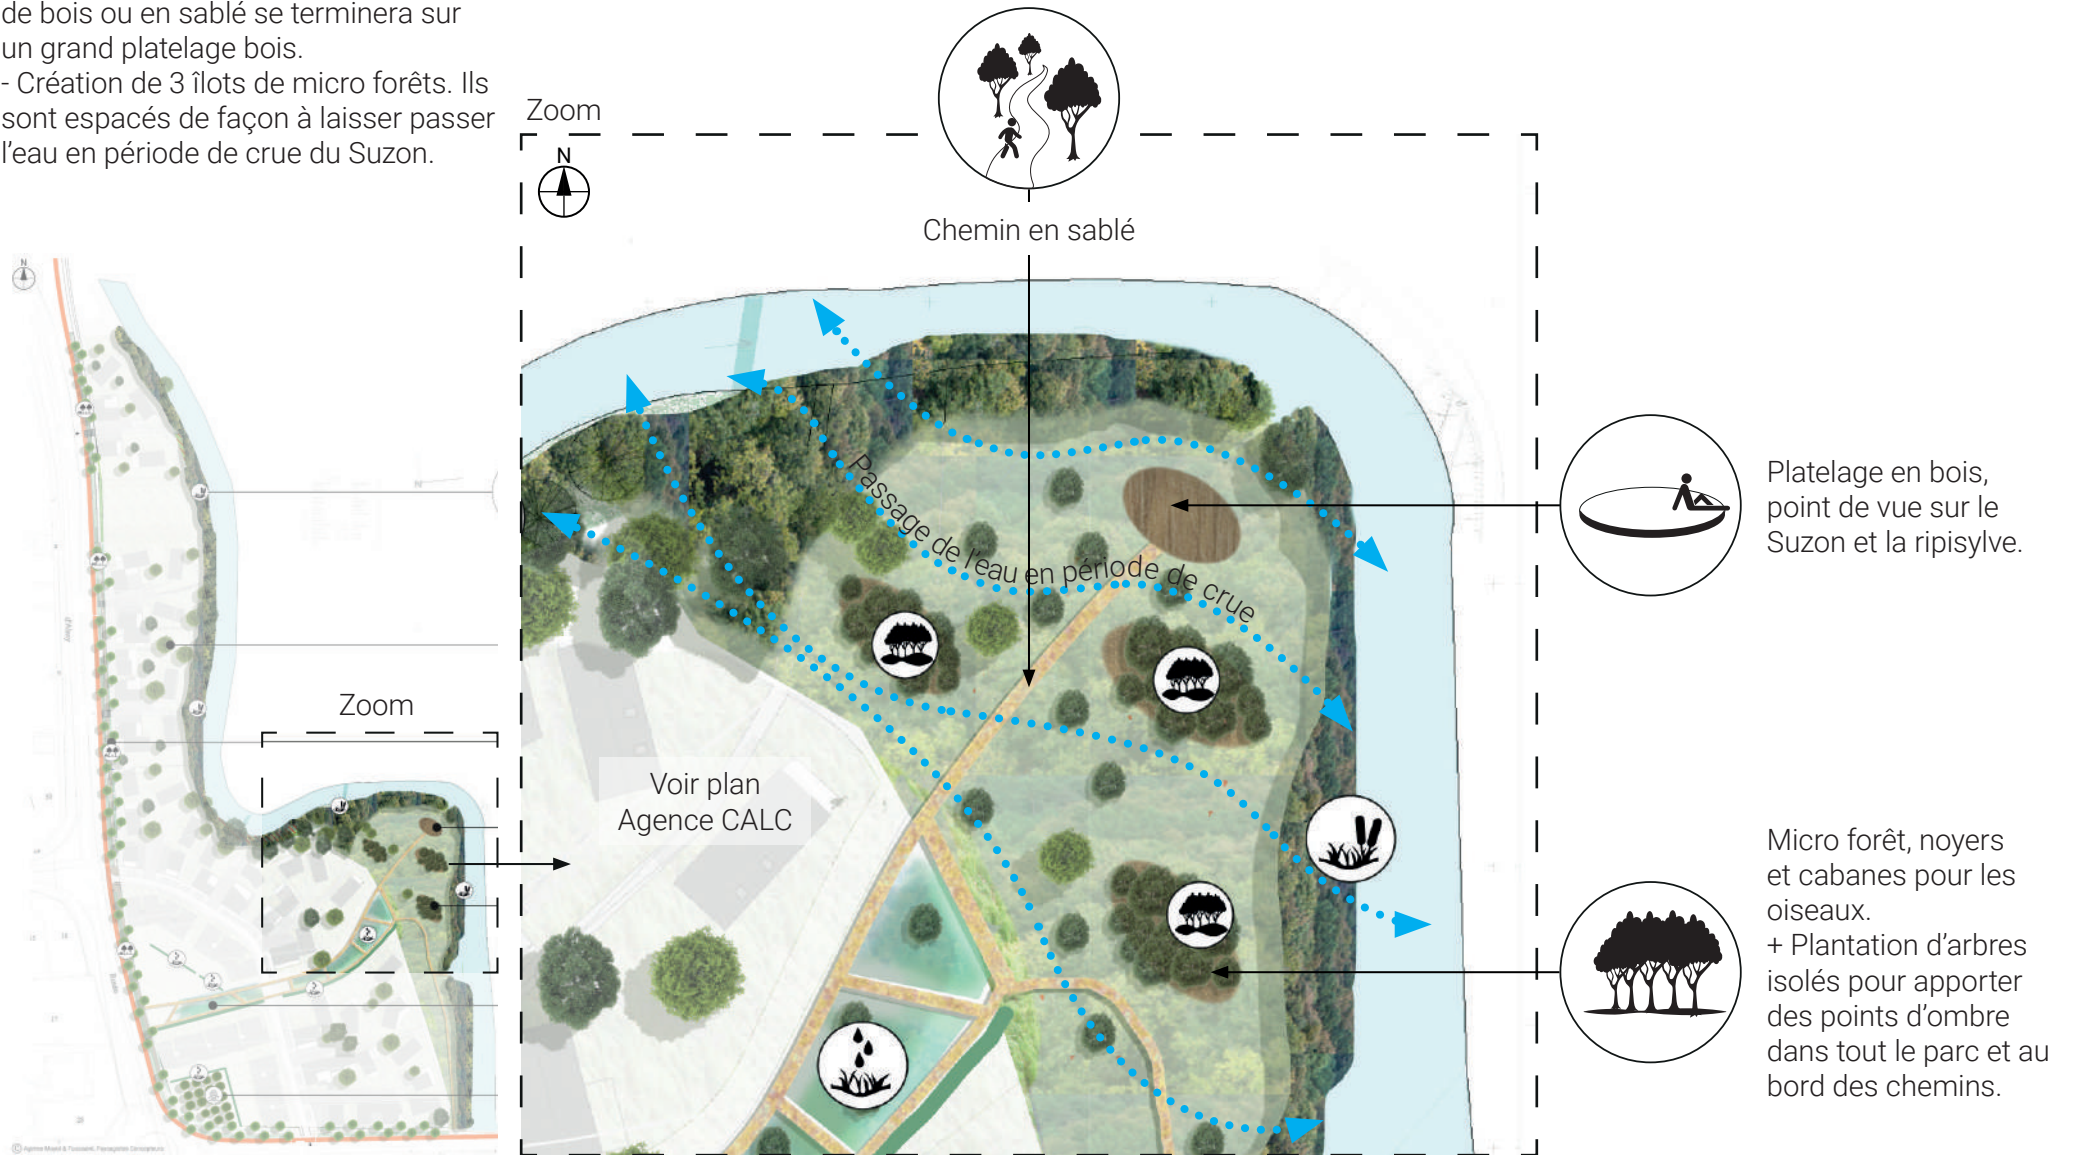 de bois ou en sablé se terminera sur
un grand platelage bois.
- Création de 3 îlots de micro forêts. Ils
sont espacés de façon à laisser passer
l'eau en période de crue du Suzon.
Zoom
N
Chemin en sablé
N
Zoom
Passage de l'eau en période de crue
Voir plan
Agence CALC
Platelage en bois,
point de vue sur le
Suzon et la ripisylve.
Micro forêt, noyers
et cabanes pour les
oiseaux.
+ Plantation d'arbres
isolés pour apporter
des points d'ombre
dans tout le parc et au
bord des chemins.